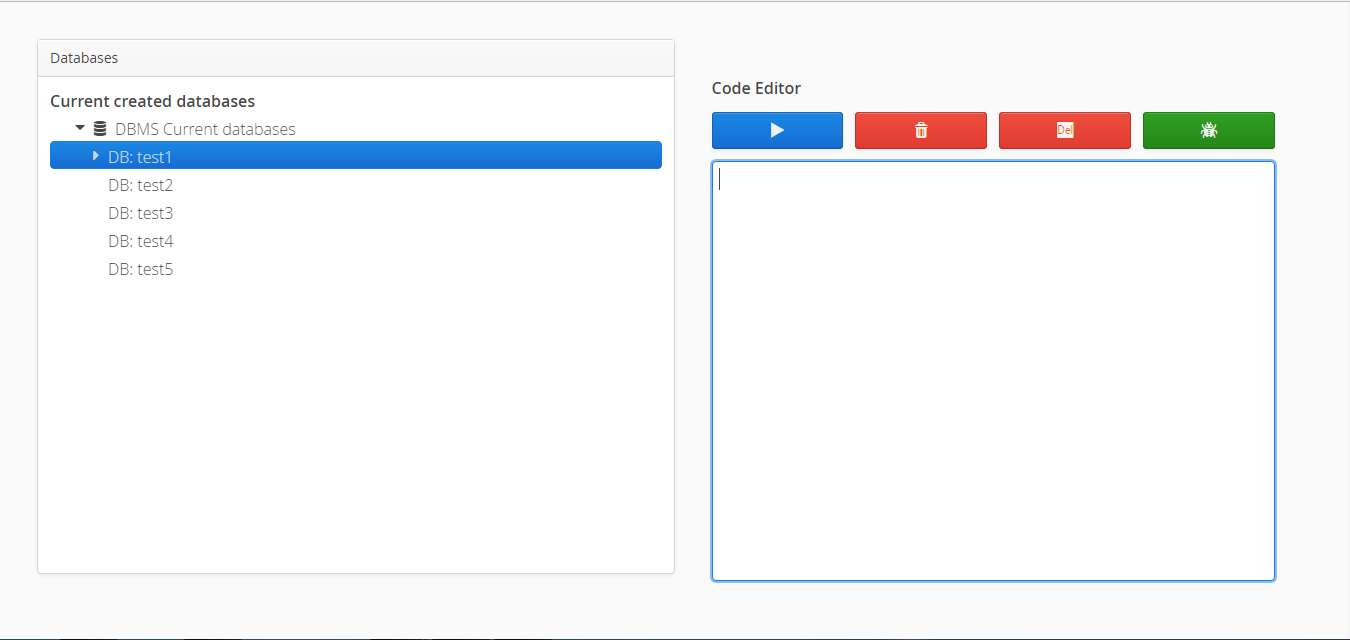 Databases
Current created databases
DBMS Current databases
DB: test1
DB: test2
DB: test3
DB: test4
DB: test5
Code Editor
Del